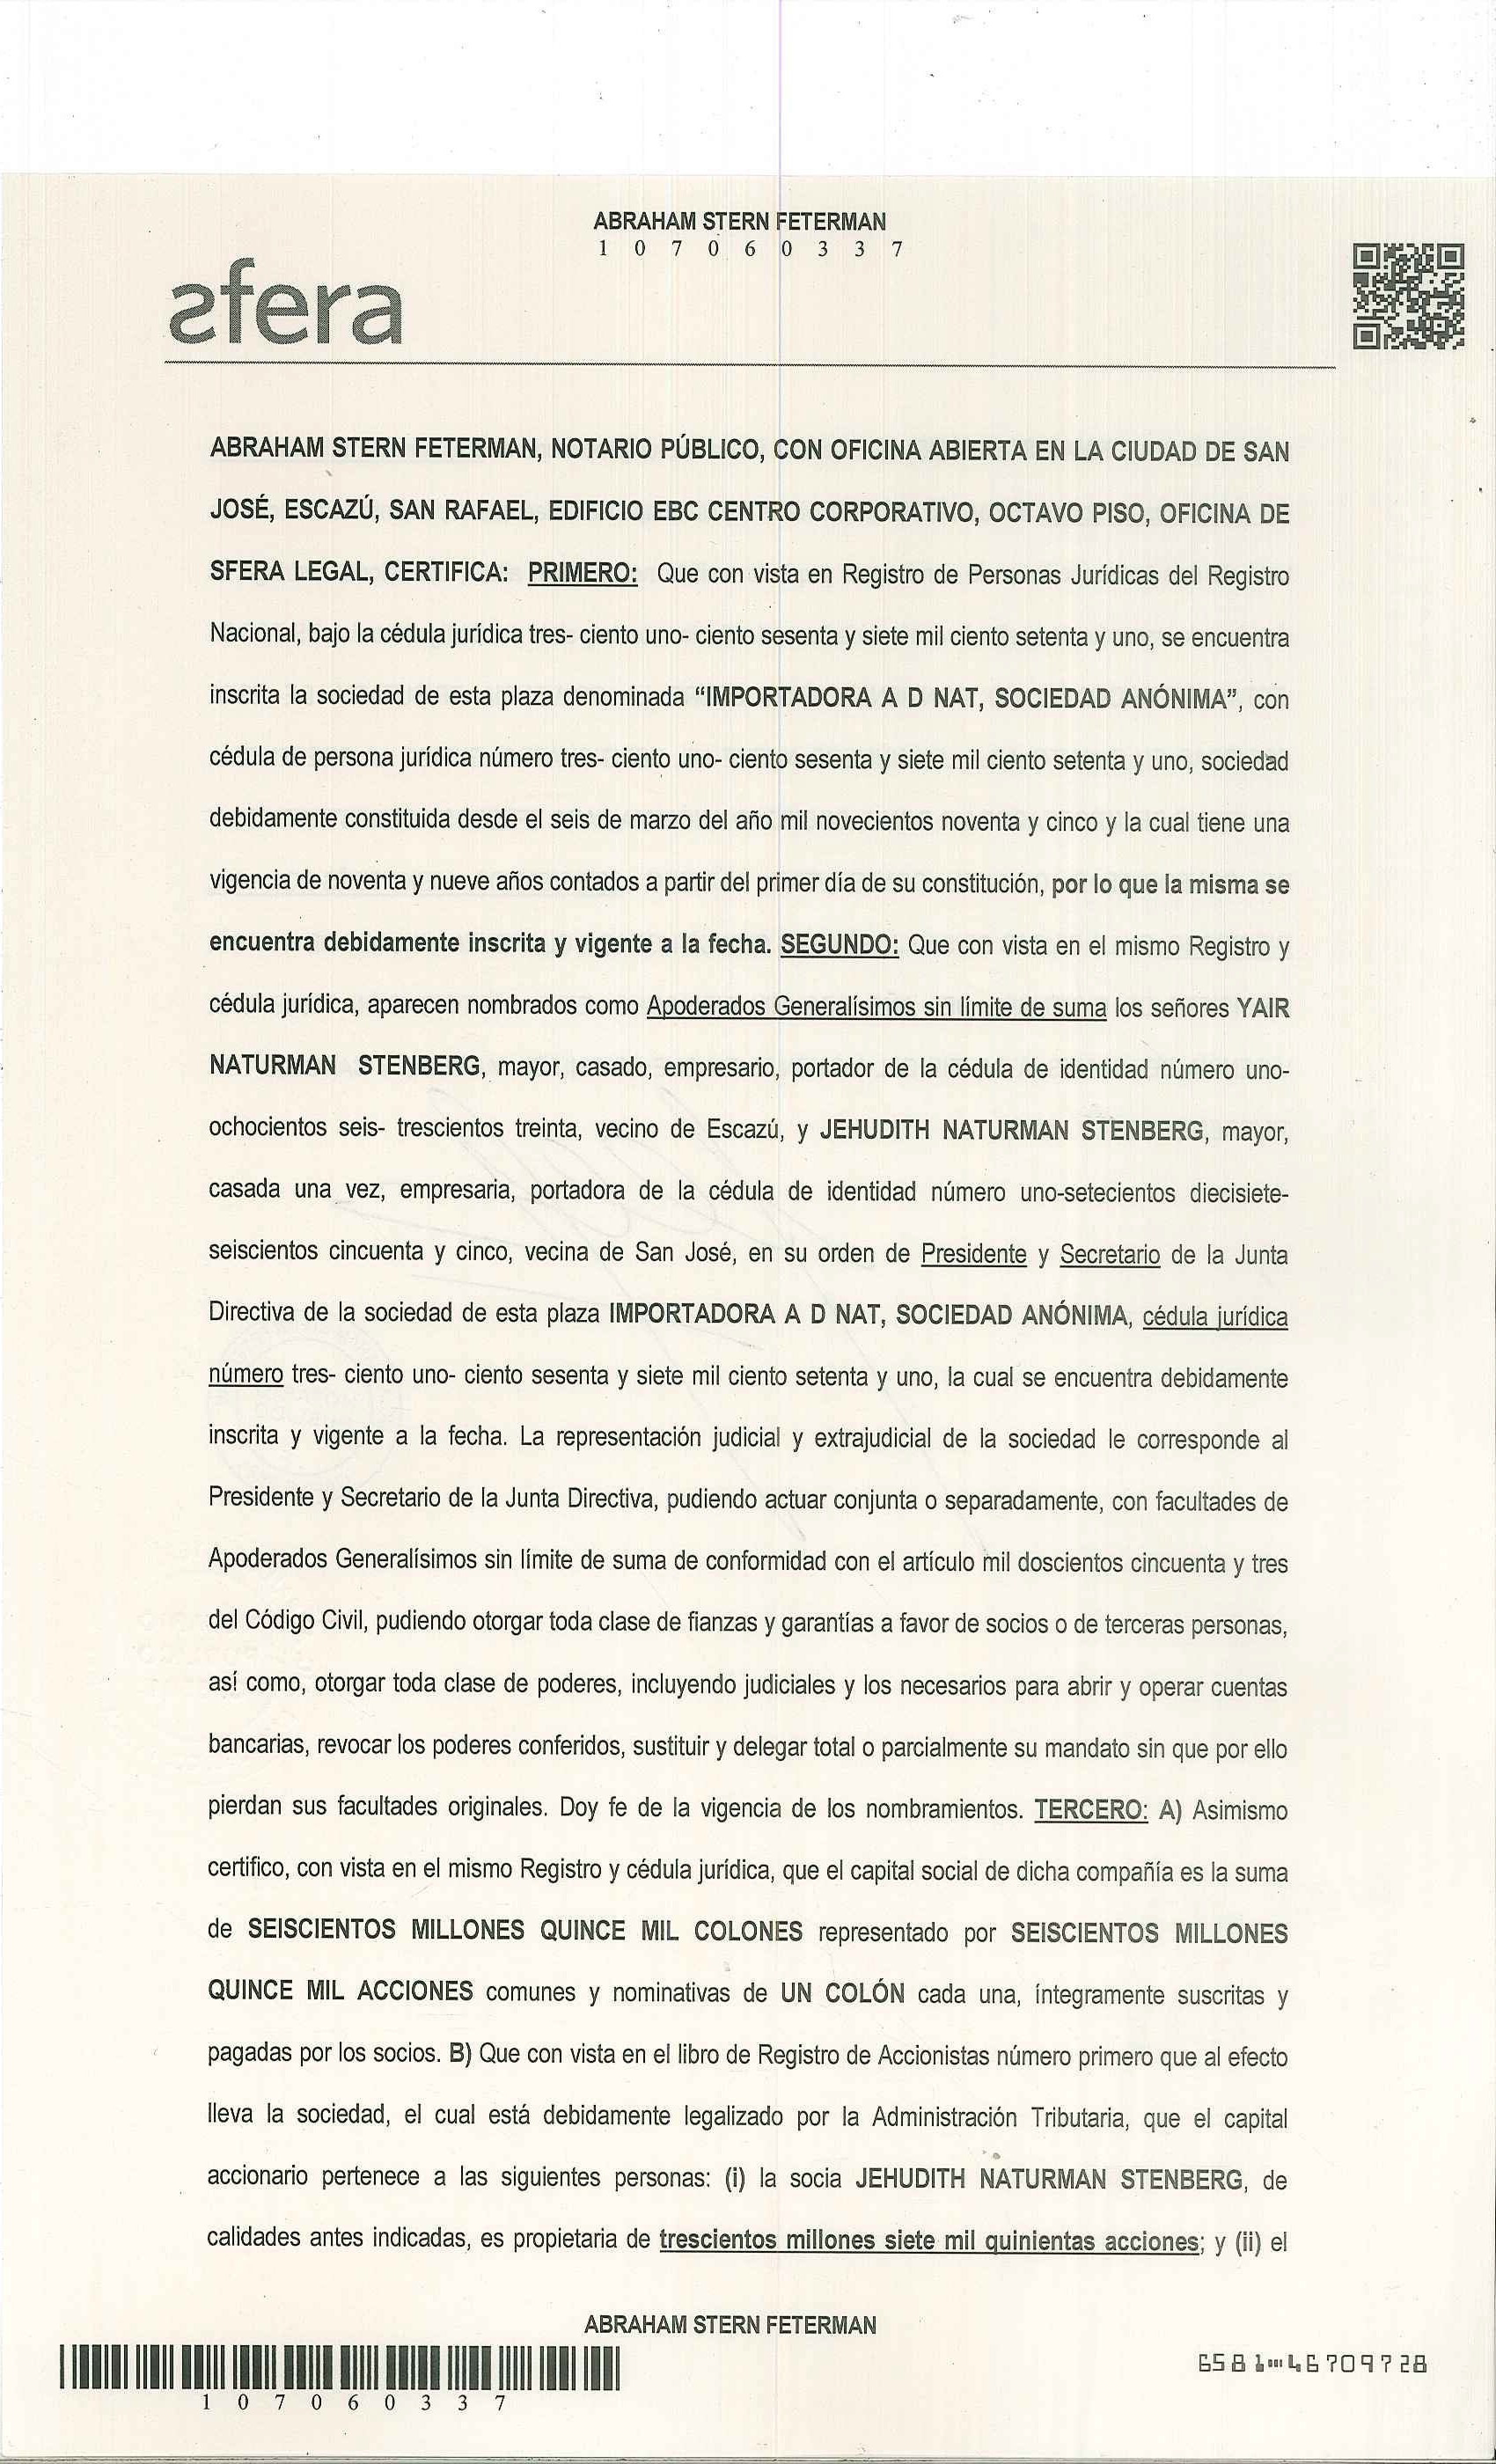 ABRAHAM STERN FETERMAN
1 0 7 0 6 0 3 3 7
sfera
ABRAHAM STERN FETERMAN, NOTARIO PÚBLICO, CON OFICINA ABIERTA EN LA CIUDAD DE SAN
JOSÉ, ESCAZÚ, SAN RAFAEL, EDIFICIO EBC CENTRO CORPORATIVO, OCTAVO PISO, OFICINA DE
SFERA LEGAL, CERTIFICA: PRIMERO: Que con vista en Registro de Personas Jurídicas del Registro
Nacional, bajo la cédula jurídica tres- ciento uno- ciento sesenta y siete mil ciento setenta y uno, se encuentra
inscrita la sociedad de esta plaza denominada “IMPORTADORA A D NAT, SOCIEDAD ANÓNIMA”, con
cédula de persona jurídica número tres- ciento uno- ciento sesenta y siete mil ciento setenta y uno, sociedad
debidamente constituida desde el seis de marzo del año mil novecientos noventa y cinco y la cual tiene una
vigencia de noventa y nueve años contados a partir del primer día de su constitución, por lo que la misma se
encuentra debidamente inscrita y vigente a la fecha. SEGUNDO: Que con vista en el mismo Registro y
cédula jurídica, aparecen nombrados como Apoderados Generalísimos sin límite de suma los señores YAIR
NATURMAN STENBERG, mayor, casado, empresario, portador de la cédula de identidad número uno-
ochocientos seis- trescientos treinta, vecino de Escazú, y JEHUDITH NATURMAN STENBERG, mayor,
casada una vez, empresaria, portadora de la cédula de identidad número uno-setecientos diecisiete-
seiscientos cincuenta y cinco, vecina de San José, en su orden de Presidente y Secretario de la Junta
Directiva de la sociedad de esta plaza IMPORTADORA A D NAT, SOCIEDAD ANÓNIMA, cédula jurídica
número tres- ciento uno- ciento sesenta y siete mil ciento setenta y uno, la cual se encuentra debidamente
inscrita y vigente a la fecha. La representación judicial y extrajudicial de la sociedad le corresponde al
Presidente y Secretario de la Junta Directiva, pudiendo actuar conjunta o separadamente, con facultades de
Apoderados Generalísimos sin límite de suma de conformidad con el artículo mil doscientos cincuenta y tres
del Código Civil, pudiendo otorgar toda clase de fianzas y garantías a favor de socios o de terceras personas,
así como, otorgar toda clase de poderes, incluyendo judiciales y los necesarios para abrir y operar cuentas
bancarias, revocar los poderes conferidos, sustituir y delegar total o parcialmente su mandato sin que por ello
pierdan sus facultades originales. Doy fe de la vigencia de los nombramientos. TERCERO: A) Asimismo
certifico, con vista en el mismo Registro y cédula jurídica, que el capital social de dicha compañía es la suma
de SEISCIENTOS MILLONES QUINCE MIL COLONES representado por SEISCIENTOS MILLONES
QUINCE MIL ACCIONES comunes y nominativas de UN COLÓN cada una, íntegramente suscritas y
pagadas por los socios. B) Que con vista en el libro de Registro de Accionistas número primero que al efecto
lleva la sociedad, el cual está debidamente legalizado por la Administración Tributaria, que el capital
accionario pertenece a las siguientes personas: (i) la socia JEHUDITH NATURMAN STENBERG, de
calidades antes indicadas, es propietaria de trescientos millones siete mil quinientas acciones; y (ii) el
ABRAHAM STERN FETERMAN
1 0 7 0 6 0 3 3 7